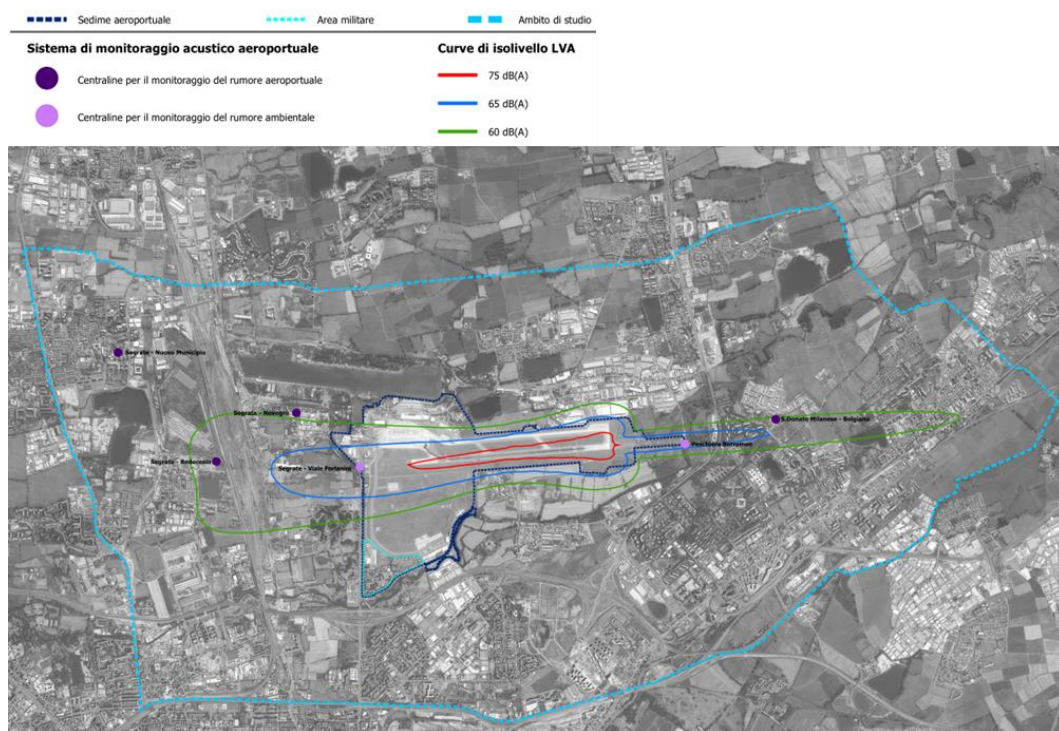 Sedime aeroportuale
Area militare
Ambito di studio
Sistema di monitoraggio acustico aeroportuale
Curve di isolivello LVA
Centraline per il monitoraggio del rumore aeroportuale
75 dB(A)
65 dB(A)
Centraline per il monitoraggio del rumore ambientale
60 dB(A)
Segrate - Nuovo Municipio
Segrate - Novegro
S.Donato Milanese - Bolgiano
Peschiera Borromeo
Segrate - Redecesio
Segrate - Viale Forlanini